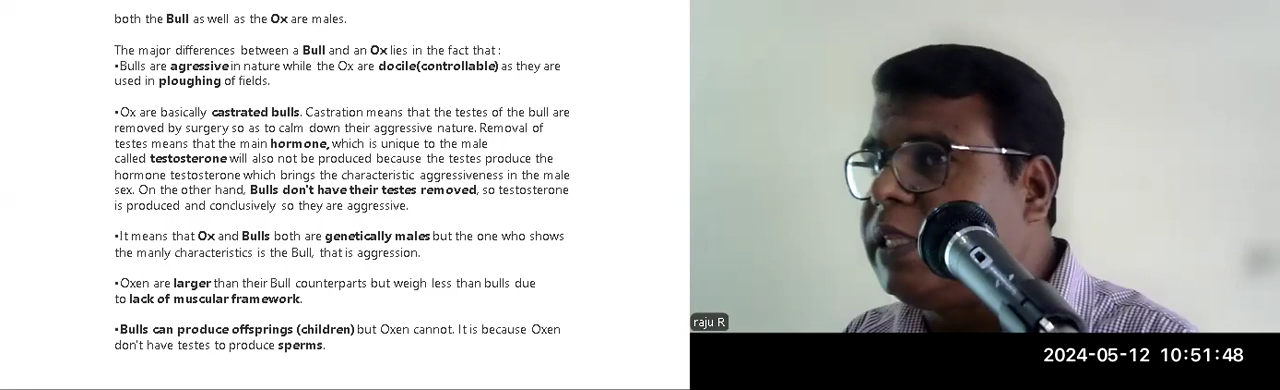 both the Bull as well as the Ox are males.
The major differences between a Bull and an Ox lies in the fact that :
•Bulls are agressive in nature while the Ox are docile(controllable) as they are
used in ploughing of fields.
•Ox are basically castrated bulls. Castration means that the testes of the bull are
removed by surgery so as to calm down their aggressive nature. Removal of
testes means that the main hormone, which is unique to the male
called testosterone will also not be produced because the testes produce the
hormone testosterone which brings the characteristic aggressiveness in the male
sex. On the other hand, Bulls don't have their testes removed, so testosterone
is produced and conclusively so they are aggressive.
•It means that Ox and Bulls both are genetically males but the one who shows
the manly characteristics is the Bull, that is aggression.
•Oxen are larger than their Bull counterparts but weigh less than bulls due
to lack of muscular framework.
•Bulls can produce offsprings (children) but Oxen cannot. It is because Oxen
don't have testes to produce sperms.
raju R
2024-05-12 10:51:48